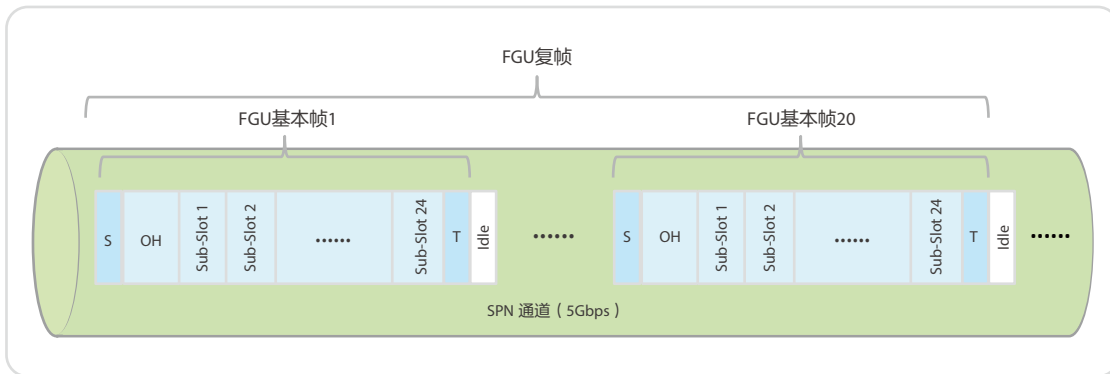 FGU复帧
FGU基本帧1
FGU基本帧20
S
OH
Sub-Slot 1
Sub-Slot 2
......
Sub-Slot 24
T
Idle
......
S
OH
Sub-Slot 1
Sub-Slot 2
......
Sub-Slot 24
T
Idle
......
SPN 通道（5Gbps）